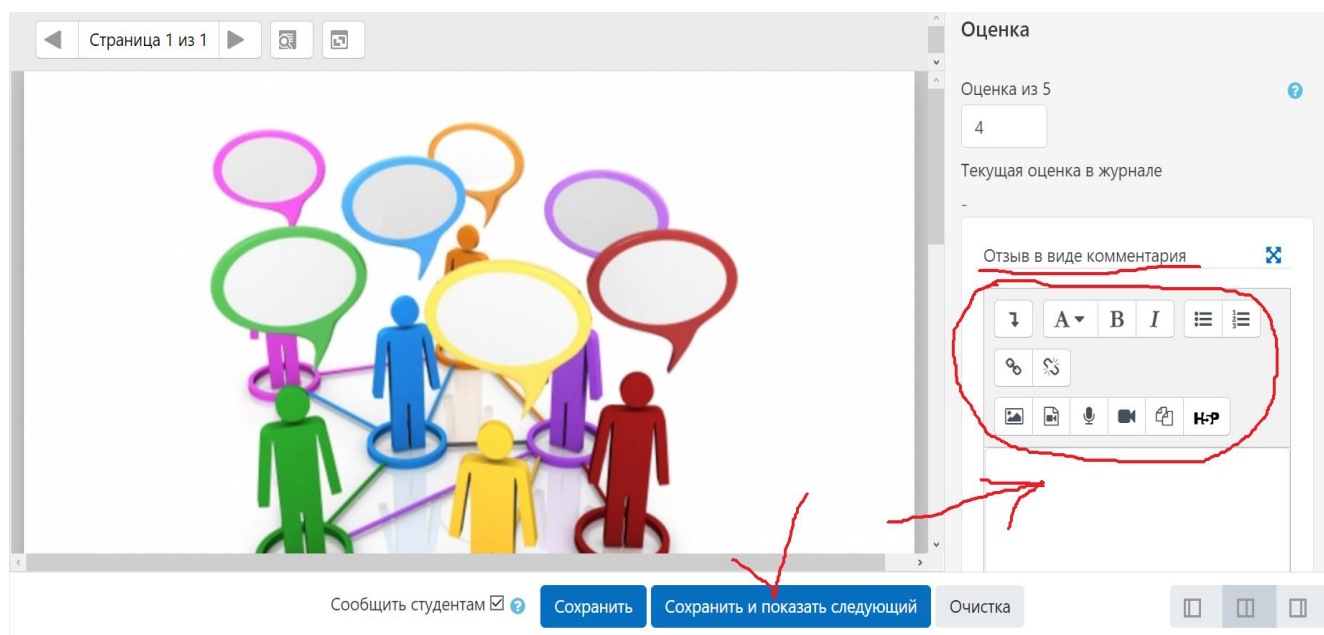 Страница 1 из 1
Оценка
Оценка из 5
4
Текущая оценка в журнале
-
Отзыв в виде комментария
A B I
H5P
Сообщить студентам
Сохранить
Сохранить и показать следующий
Очистка